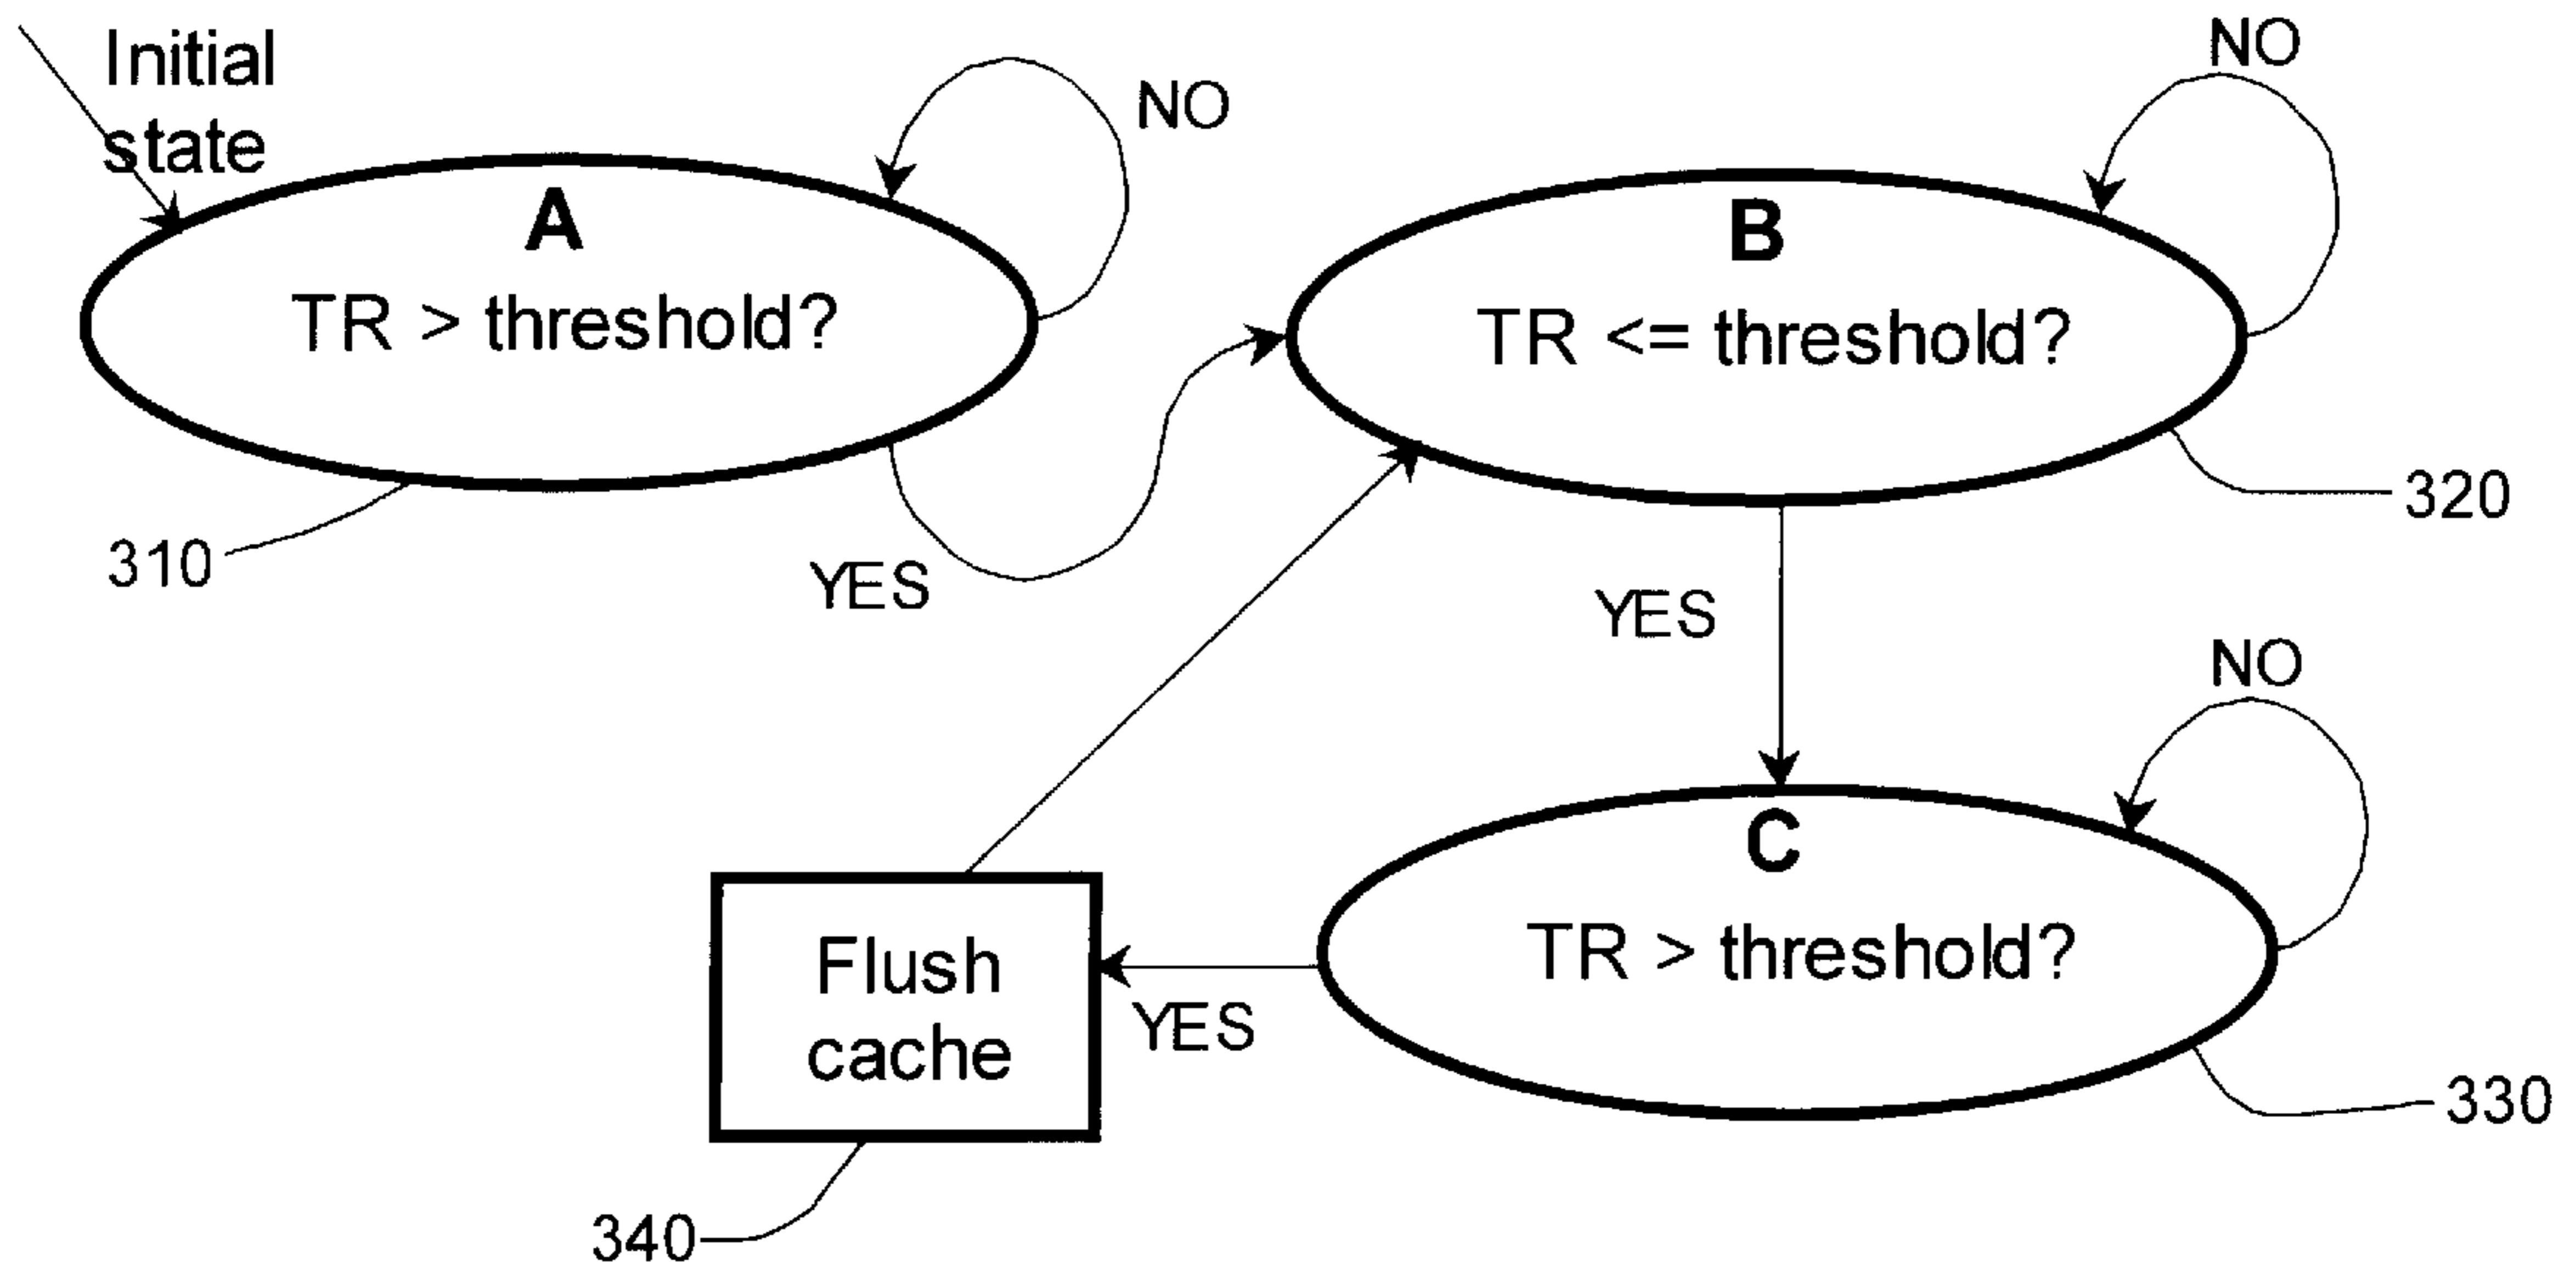 Initial
state
NO
A
TR > threshold?
YES
310
NO
B
TR <= threshold?
320
YES
NO
C
TR > threshold?
330
YES
Flush
cache
340